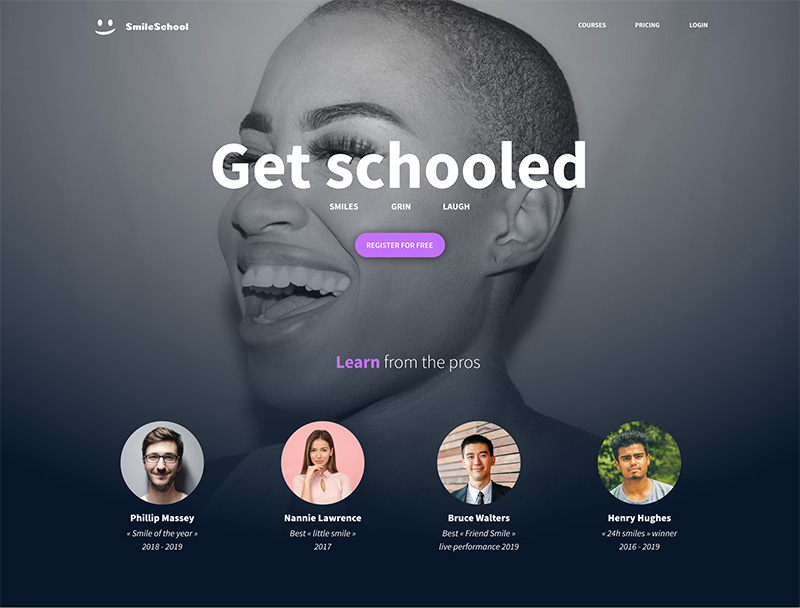 SmileSchool
COURSES PRICING LOGIN
Get schooled
SMILES GRIN LAUGH
REGISTER FOR FREE
Learn from the pros
Phillip Massey Nannie Lawrence Bruce Walters Henry Hughes
« Smile of the year » Best « little smile » Best « Friend Smile » « 24h smiles » winner
2018 - 2019 2017 live performance 2019 2016 - 2019